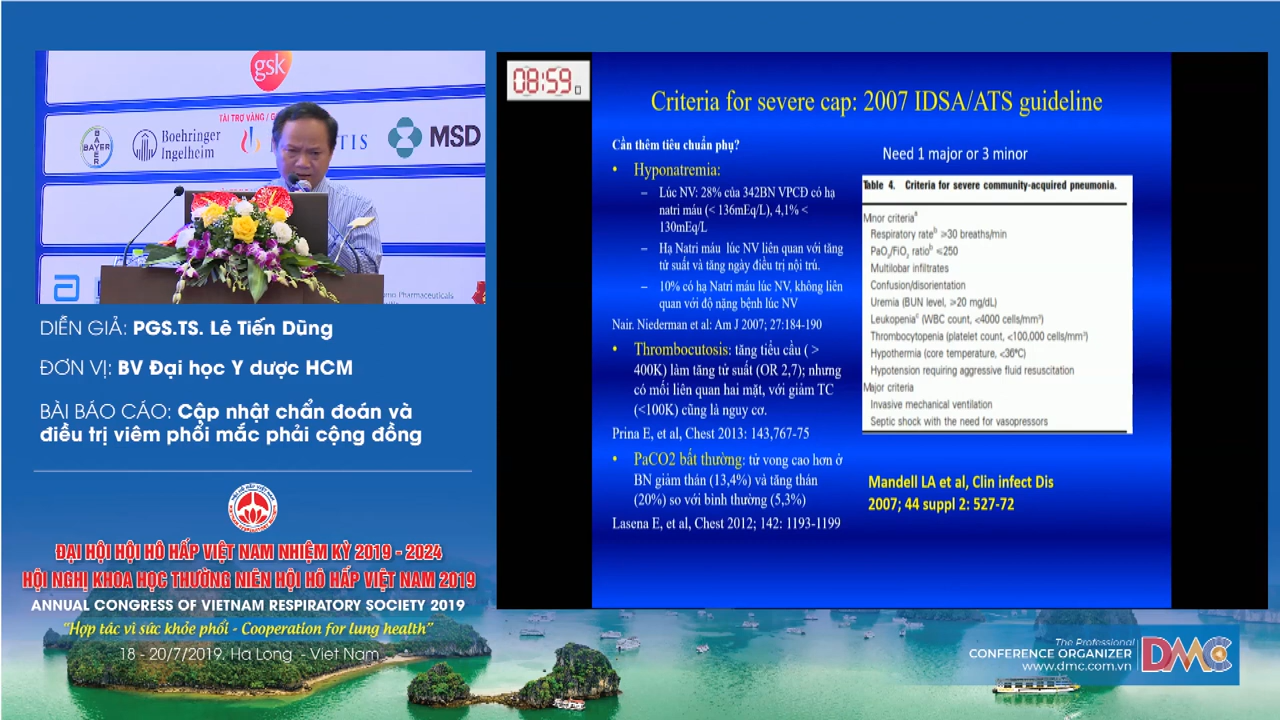 gsk
TÀI TRỢ VÀNG / G
BAYER
Boehringer
Ingelheim
TIS
MSD
Pharmaceuticals
DIỄN GIẢ: PGS.TS. Lê Tiến Dũng
ĐƠN VỊ: BV Đại học Y dược HCM
BÀI BÁO CÁO: Cập nhật chẩn đoán và
điều trị viêm phổi mắc phải cộng đồng
ĐẠI HỘI HỘI HÔ HẤP VIỆT NAM NHIỆM KỲ 2019 - 2024
HỘI NGHỊ KHOA HỌC THƯỜNG NIÊN HỘI HÔ HẤP VIỆT NAM 2019
ANNUAL CONGRESS OF VIETNAM RESPIRATORY SOCIETY 2019
“Hợp tác vì sức khỏe phổi - Cooperation for lung health”
18 - 20/7/2019. Ha Long - Viet Nam
08:59
Criteria for severe cap: 2007 IDSA/ATS guideline
Cần thêm tiêu chuẩn phụ?
• Hyponatremia:
– Lúc NV: 28% của 342BN VPCĐ có hạ
natri máu (< 136mEq/L), 4,1% <
130mEq/L
– Hạ Natri máu lúc NV liên quan với tăng
tử suất và tăng ngày điều trị nội trú.
– 10% có hạ Natri máu lúc NV, không liên
quan với độ nặng bệnh lúc NV
Nair. Niederman et al: Am J 2007; 27:184-190
• Thrombocutosis: tăng tiểu cầu ( >
400K) làm tăng tử suất (OR 2,7); nhưng
có mối liên quan hai mặt, với giảm TC
(<100K) cũng là nguy cơ.
Prina E, et al, Chest 2013: 143,767-75
• PaCO2 bất thường: tử vong cao hơn ở
BN giảm thán (13,4%) và tăng thán
(20%) so với bình thường (5,3%)
Lasena E, et al, Chest 2012; 142: 1193-1199
Need 1 major or 3 minor
Table 4. Criteria for severe community-acquired pneumonia.
Minor criteriaᵃ
Respiratory rateᵇ ≥30 breaths/min
PaO₂/FiO₂ ratioᵇ ≤250
Multilobar infiltrates
Confusion/disorientation
Uremia (BUN level, ≥20 mg/dL)
Leukopeniaᶜ (WBC count, <4000 cells/mm³)
Thrombocytopenia (platelet count, <100,000 cells/mm³)
Hypothermia (core temperature, <36°C)
Hypotension requiring aggressive fluid resuscitation
Major criteria
Invasive mechanical ventilation
Septic shock with the need for vasopressors
Mandell LA et al, Clin infect Dis
2007; 44 suppl 2: 527-72
The Professional
CONFERENCE ORGANIZER
www.dmc.com.vn
DMC